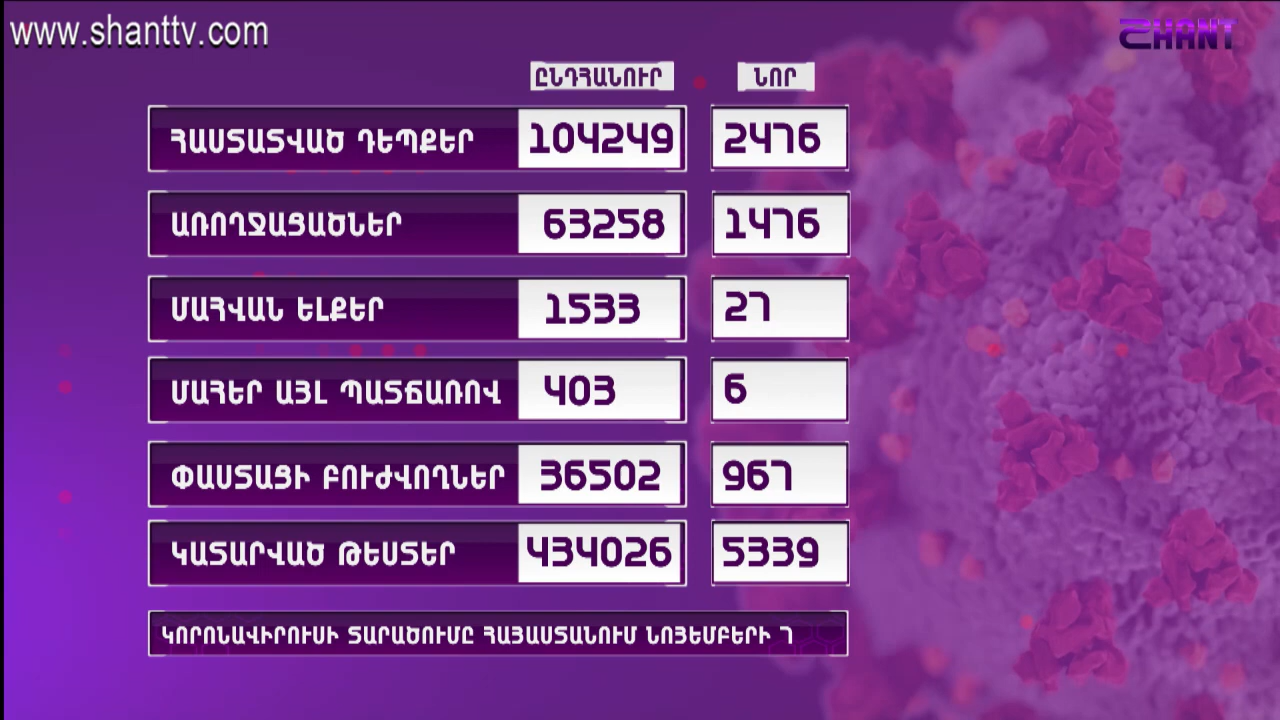 www.shanttv.com
SHANT
ԸՆԴՀԱՆՈՒՐ ՆՈՐ
ՀԱՍՏԱՏՎԱԾ ԴԵՊՔԵՐ 104249 2476
ԱՌՈՂՋԱՑԱԾՆԵՐ 63258 1476
ՄԱՀՎԱՆ ԵԼՔԵՐ 1533 27
ՄԱՀԵՐ ԱՅԼ ՊԱՏՃԱՌՈՎ 403 6
ՓԱՍՏԱՑԻ ԲՈՒԺՎՈՂՆԵՐ 36502 967
ԿԱՏԱՐՎԱԾ ԹԵՍՏԵՐ 434026 5339
ԿՈՐՈՆԱՎԻՐՈՒՍԻ ՏԱՐԱԾՈՒՄԸ ՀԱՅԱՍՏԱՆՈՒՄ ՆՈՅԵՄԲԵՐԻ 7